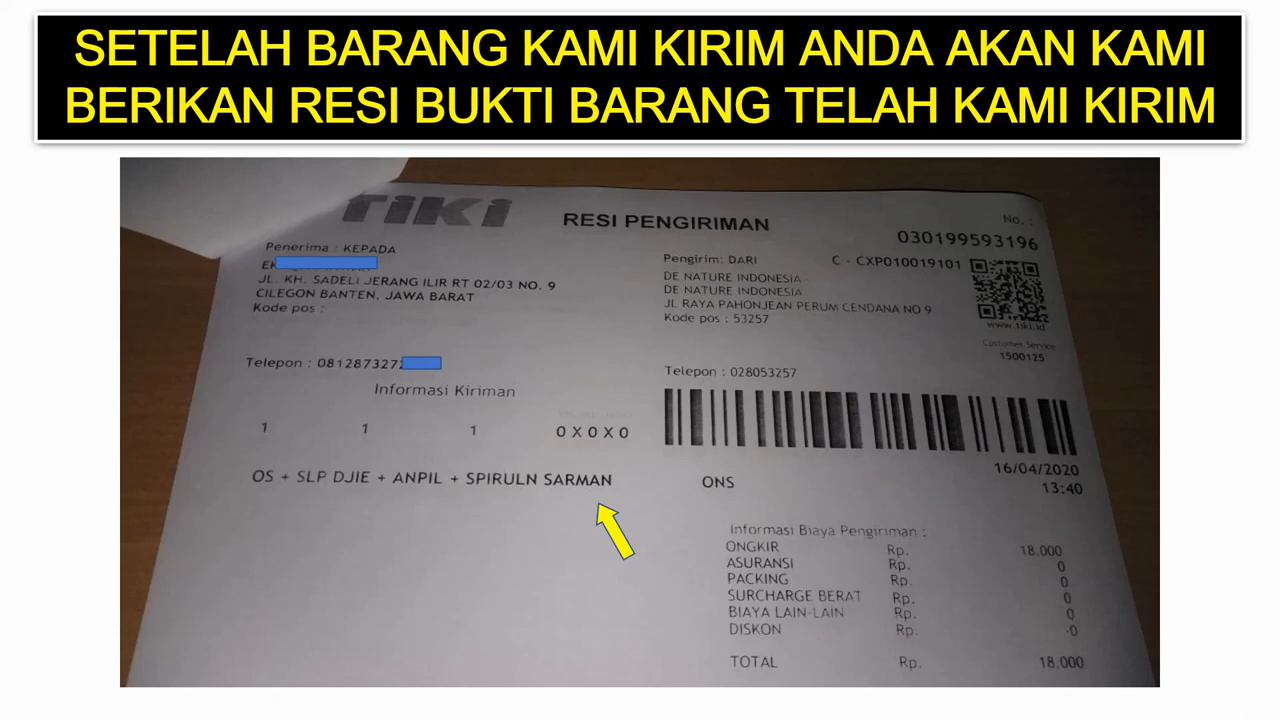 SETELAH BARANG KAMI KIRIM ANDA AKAN KAMI
BERIKAN RESI BUKTI BARANG TELAH KAMI KIRIM
TiKi
RESI PENGIRIMAN
No. :
030199593196
Penerima : KEPADA
JL. KH. SADELI JERANG ILIR RT 02/03 NO. 9
CILEGON BANTEN, JAWA BARAT
Kode pos :
Telepon : 0812873272
Pengirim: DARI
C - CXP010019101
DE NATURE INDONESIA
DE NATURE INDONESIA
JL RAYA PAHONJEAN PERUM CENDANA NO 9
Kode pos : 53257
www.tiki.id
Customer Service
1500125
Telepon : 028053257
Informasi Kiriman
1 1 1 0 X 0 X 0
16/04/2020
13:40
OS + SLP DJIE + ANPIL + SPIRULN SARMAN
ONS
Informasi Biaya Pengiriman :
ONGKIR Rp. 18.000
ASURANSI Rp. 0
PACKING Rp. 0
SURCHARGE BERAT Rp. 0
BIAYA LAIN-LAIN Rp. 0
DISKON Rp. -0
TOTAL Rp. 18.000